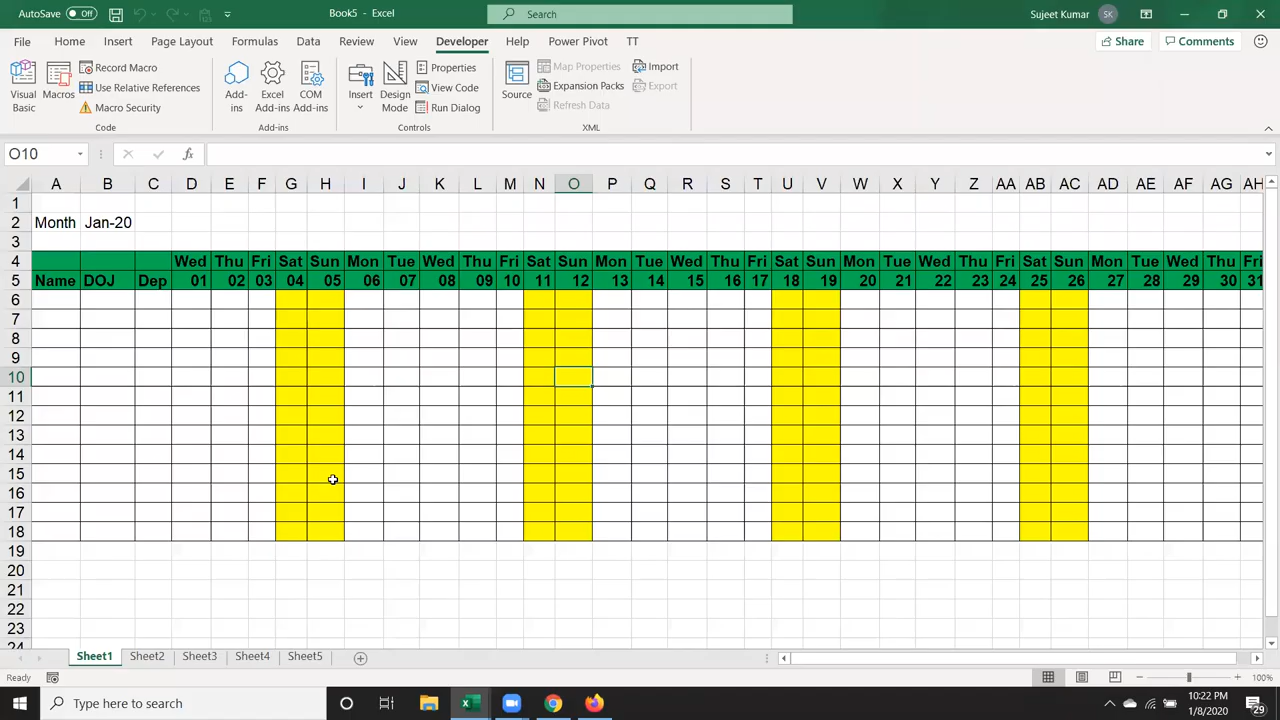 AutoSave Off Book5 - Excel Search Sujeet Kumar SK
File Home Insert Page Layout Formulas Data Review View Developer Help Power Pivot TT Share Comments
Visual Basic Macros Record Macro Use Relative References Macro Security Code
Add-ins Excel Add-ins COM Add-ins Add-ins
Insert Design Mode Properties View Code Run Dialog Controls
Source Map Properties Expansion Packs Refresh Data Import Export XML
O10
A B C D E F G H I J K L M N O P Q R S T U V W X Y Z AA AB AC AD AE AF AG AH
1
2 Month Jan-20
3
4 Wed Thu Fri Sat Sun Mon Tue Wed Thu Fri Sat Sun Mon Tue Wed Thu Fri Sat Sun Mon Tue Wed Thu Fri Sat Sun Mon Tue Wed Thu Fri
5 Name DOJ Dep 01 02 03 04 05 06 07 08 09 10 11 12 13 14 15 16 17 18 19 20 21 22 23 24 25 26 27 28 29 30 31
6
7
8
9
10
11
12
13
14
15
16
17
18
19
20
21
22
23
24
Sheet1 Sheet2 Sheet3 Sheet4 Sheet5
Ready 100%
Type here to search 10:22 PM
1/8/2020 29